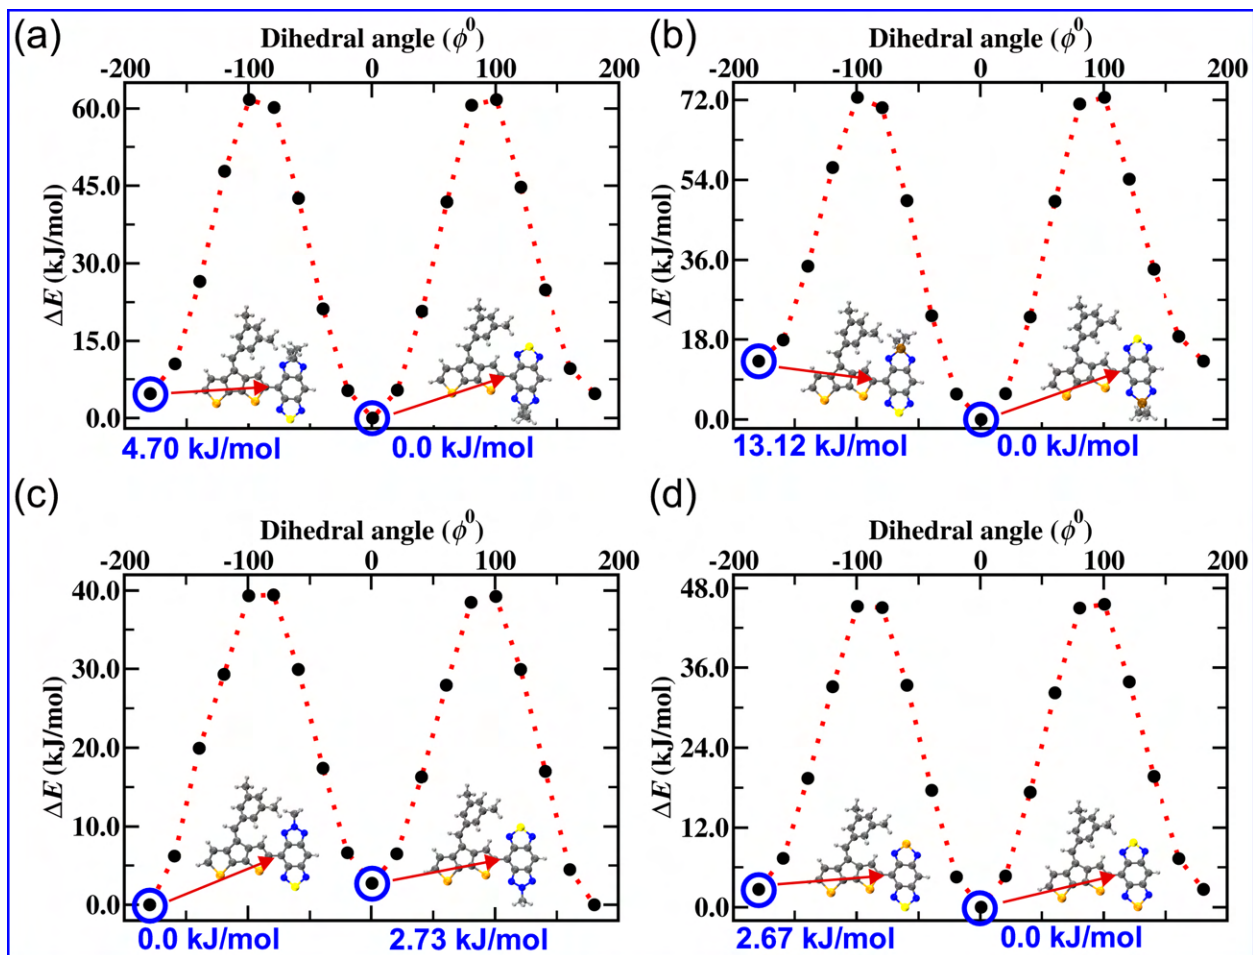 (a)
Dihedral angle (ϕ⁰)
-200 -100 0 100 200
60.0
45.0
30.0
15.0
0.0
ΔE (kJ/mol)
4.70 kJ/mol
0.0 kJ/mol
(b)
Dihedral angle (ϕ⁰)
-200 -100 0 100 200
72.0
54.0
36.0
18.0
0.0
ΔE (kJ/mol)
13.12 kJ/mol
0.0 kJ/mol
(c)
Dihedral angle (ϕ⁰)
-200 -100 0 100 200
40.0
30.0
20.0
10.0
0.0
ΔE (kJ/mol)
0.0 kJ/mol
2.73 kJ/mol
(d)
Dihedral angle (ϕ⁰)
-200 -100 0 100 200
48.0
36.0
24.0
12.0
0.0
ΔE (kJ/mol)
2.67 kJ/mol
0.0 kJ/mol